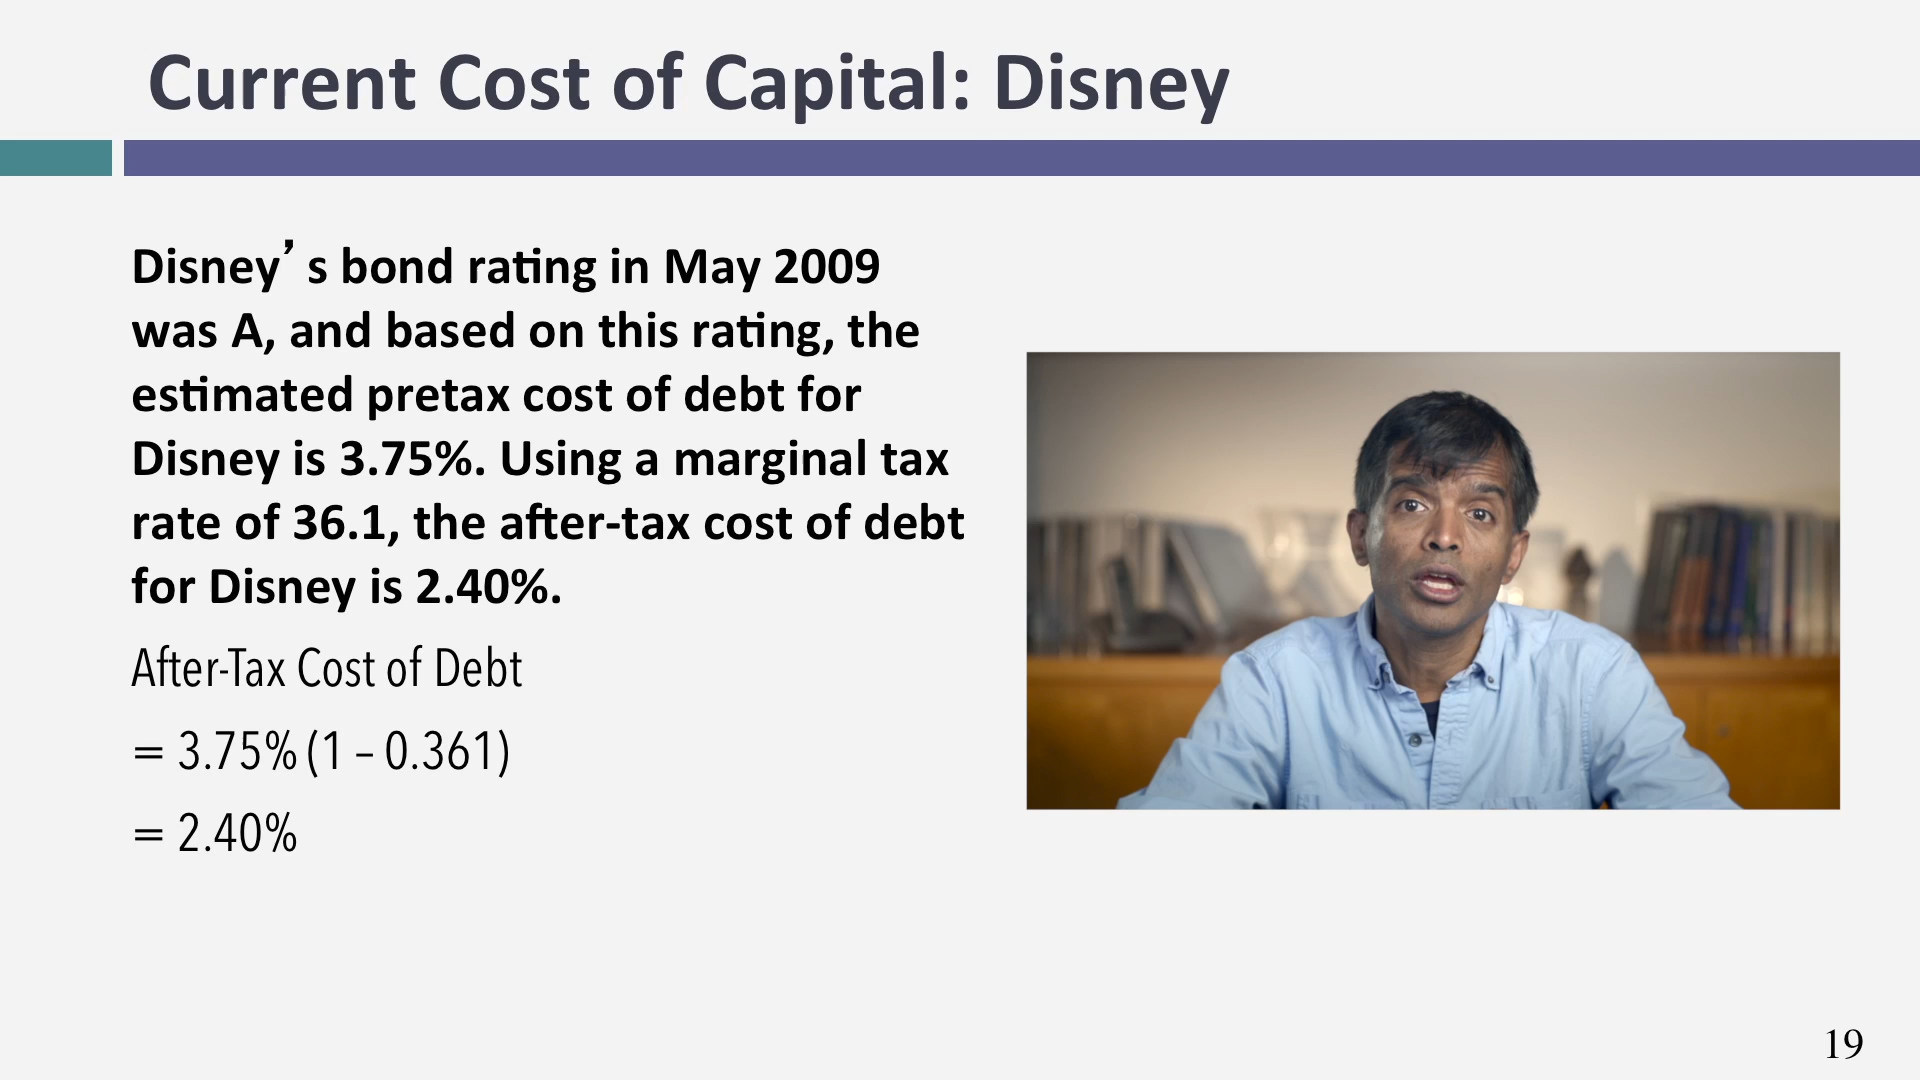 Current Cost of Capital: Disney
Disney’s bond rating in May 2009
was A, and based on this rating, the
estimated pretax cost of debt for
Disney is 3.75%. Using a marginal tax
rate of 36.1, the after-tax cost of debt
for Disney is 2.40%.
After-Tax Cost of Debt
= 3.75% (1 – 0.361)
= 2.40%
19